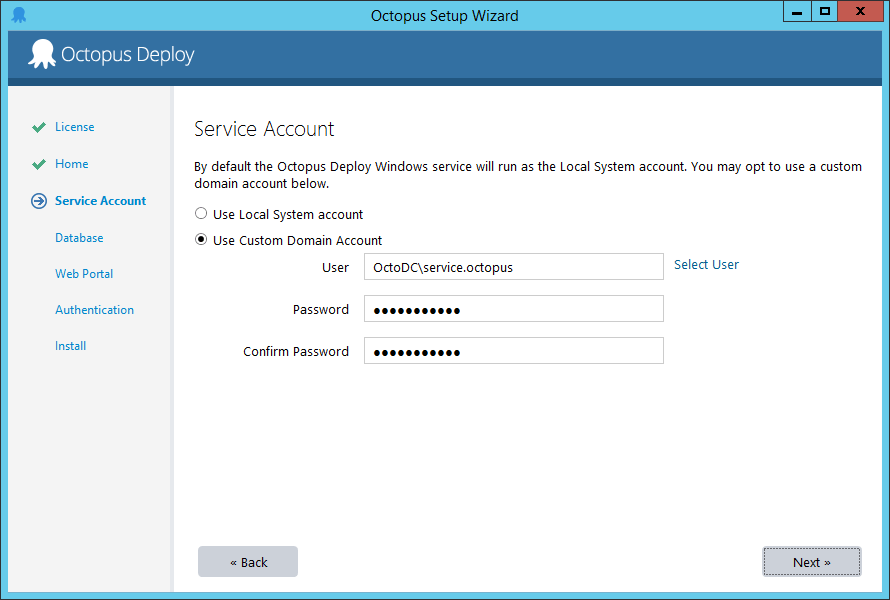 Octopus Setup Wizard
Octopus Deploy
License
Home
Service Account
Database
Web Portal
Authentication
Install
Service Account
By default the Octopus Deploy Windows service will run as the Local System account. You may opt to use a custom
domain account below.
Use Local System account
Use Custom Domain Account
User OctoDC\service.octopus Select User
Password ●●●●●●●●●●●
Confirm Password ●●●●●●●●●●●
« Back Next »